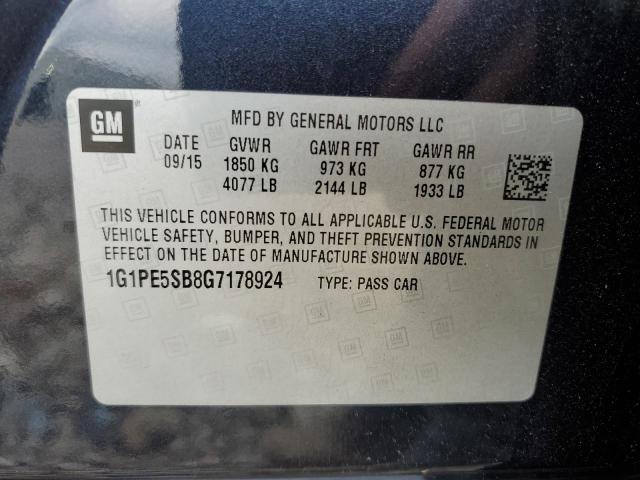 GM
MFD BY GENERAL MOTORS LLC
DATE GVWR GAWR FRT GAWR RR
09/15 1850 KG 973 KG 877 KG
4077 LB 2144 LB 1933 LB
THIS VEHICLE CONFORMS TO ALL APPLICABLE U.S. FEDERAL MOTOR
VEHICLE SAFETY, BUMPER, AND THEFT PREVENTION STANDARDS IN
EFFECT ON THE DATE OF MANUFACTURE SHOWN ABOVE.
1G1PE5SB8G7178924 TYPE: PASS CAR